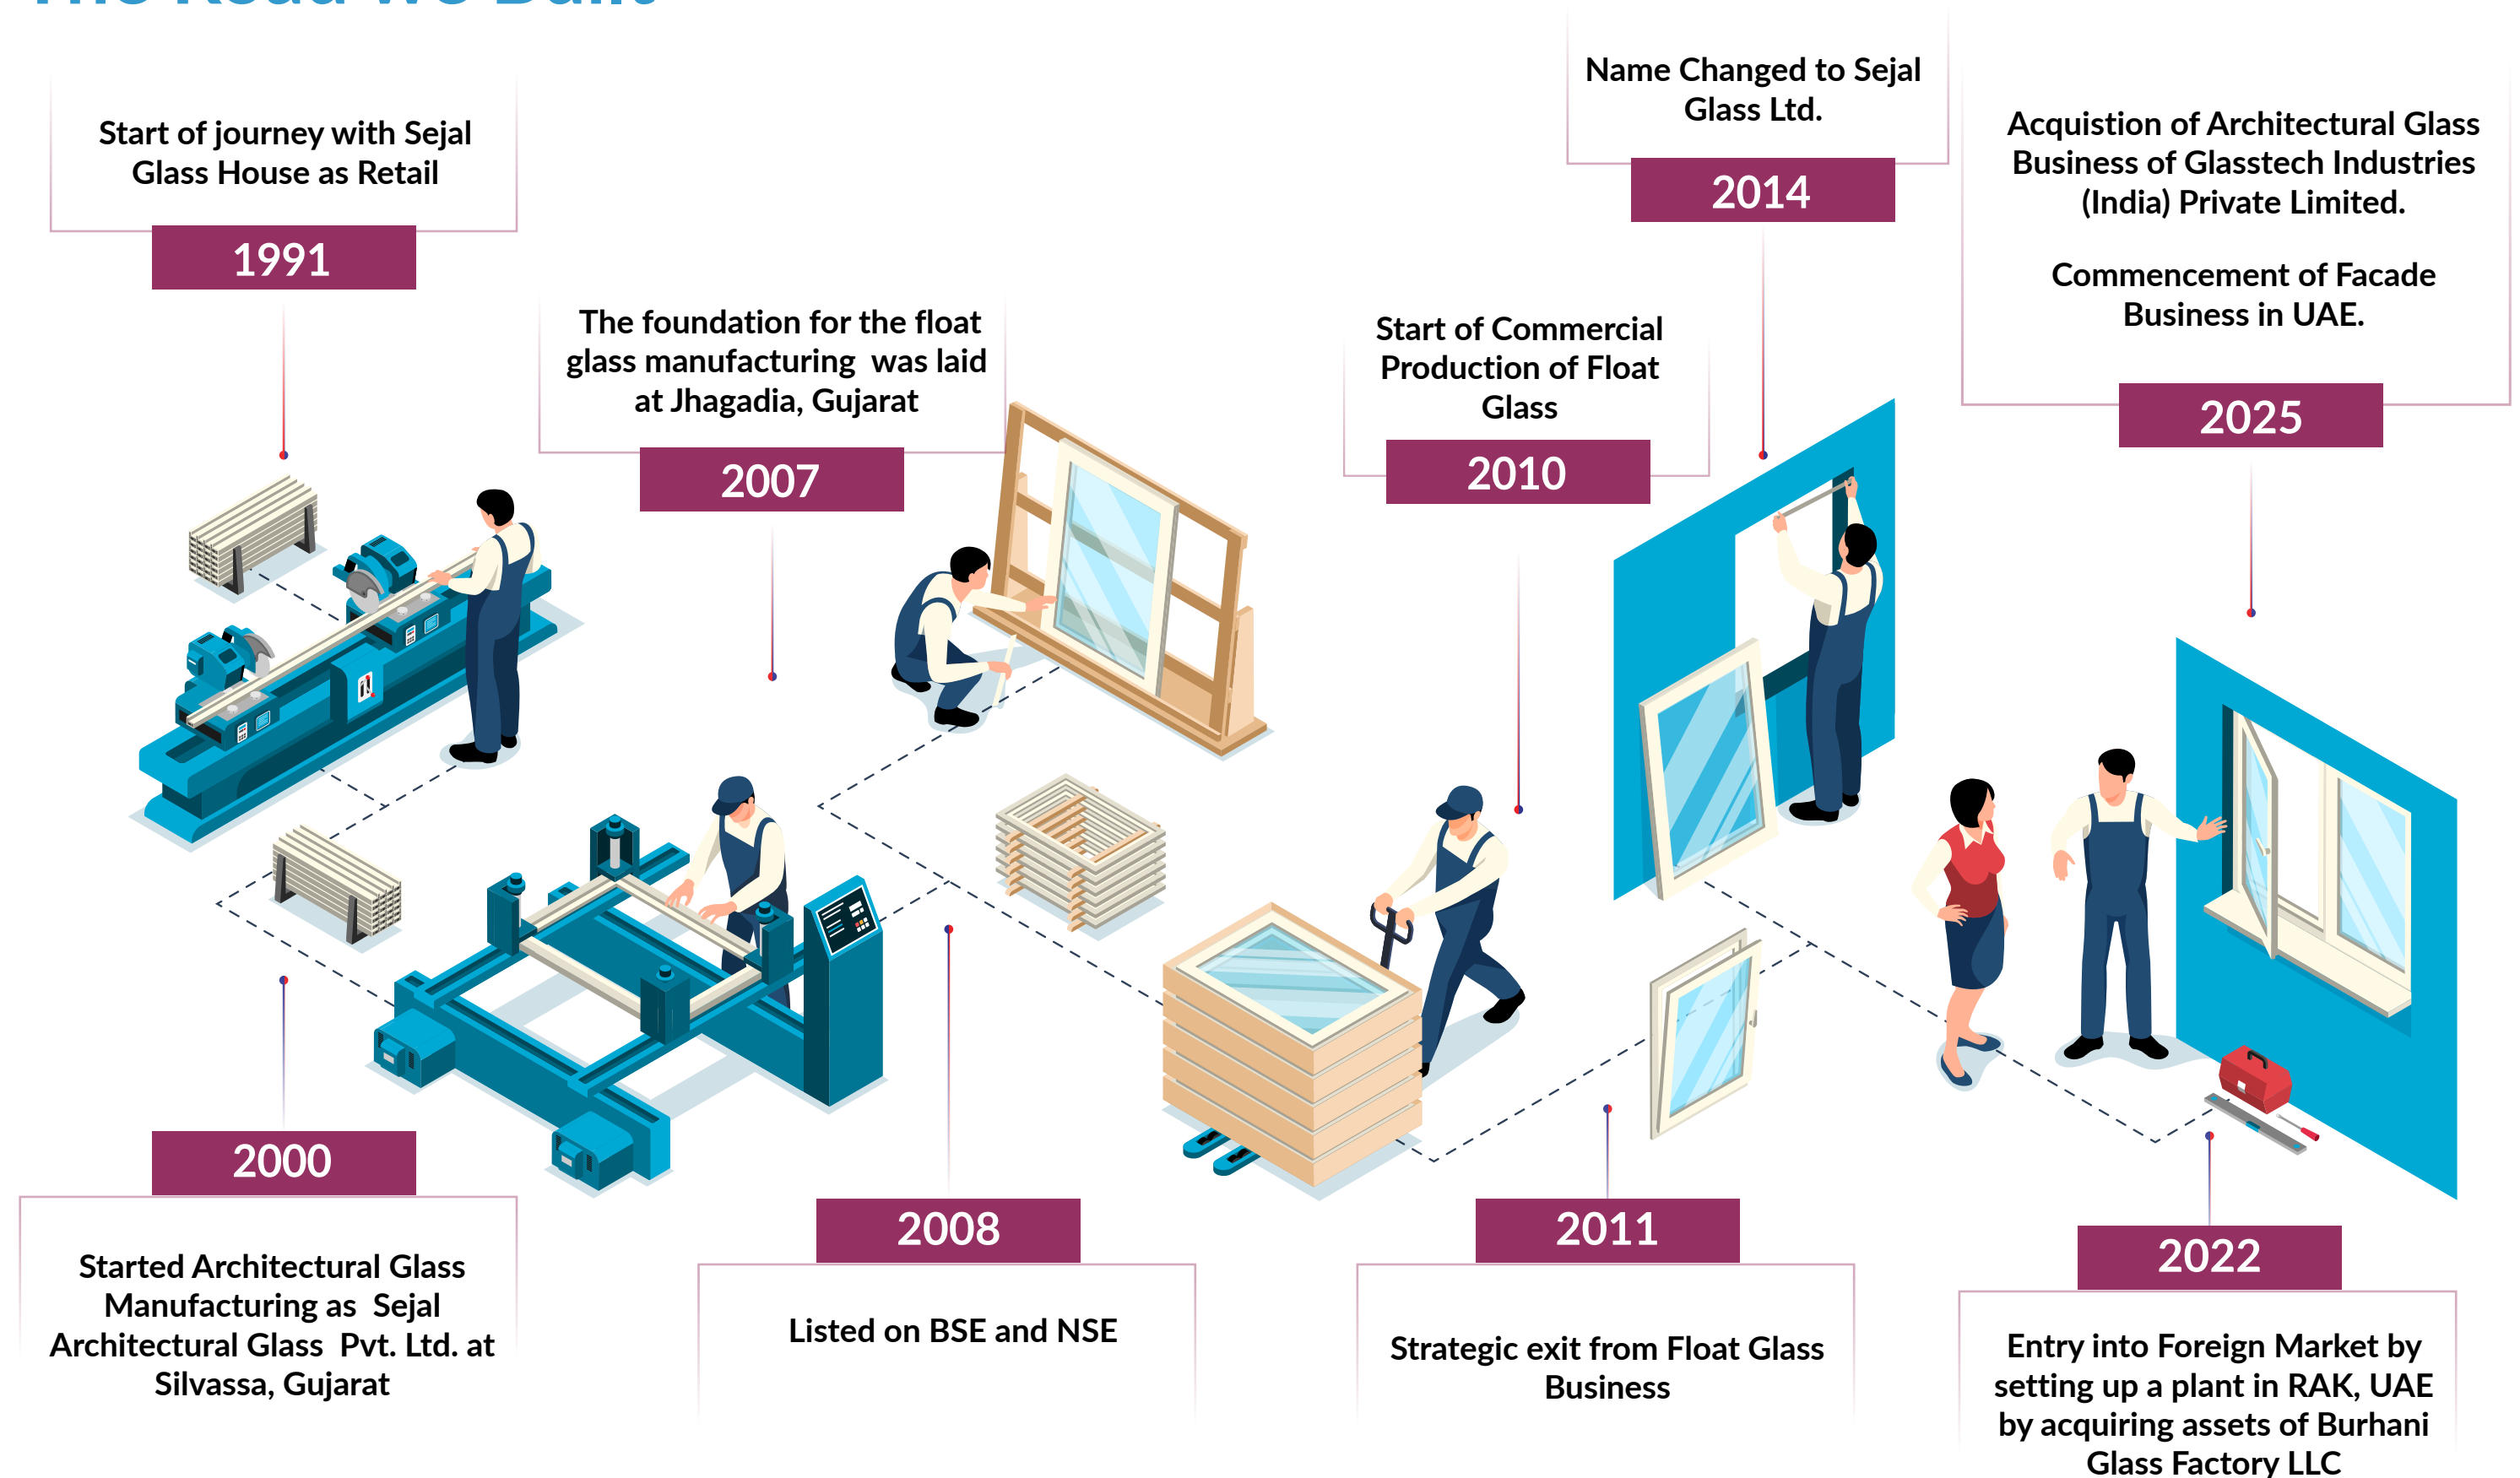 The Road We Built
Start of journey with Sejal
Glass House as Retail
1991
The foundation for the float
glass manufacturing was laid
at Jhagadia, Gujarat
2007
Start of Commercial
Production of Float
Glass
2010
Name Changed to Sejal
Glass Ltd.
2014
Acquistion of Architectural Glass
Business of Glasstech Industries
(India) Private Limited.
Commencement of Facade
Business in UAE.
2025
2000
Started Architectural Glass
Manufacturing as Sejal
Architectural Glass Pvt. Ltd. at
Silvassa, Gujarat
2008
Listed on BSE and NSE
2011
Strategic exit from Float Glass
Business
2022
Entry into Foreign Market by
setting up a plant in RAK, UAE
by acquiring assets of Burhani
Glass Factory LLC